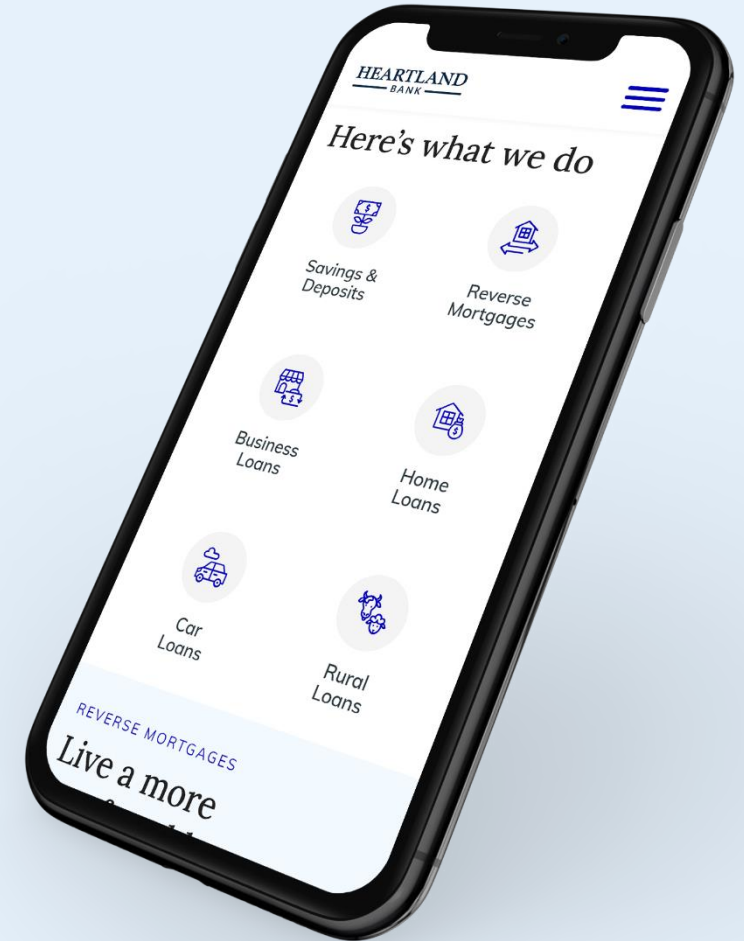 HEARTLAND
BANK
Here's what we do
Savings &
Deposits
Reverse
Mortgages
Business
Loans
Home
Loans
Car
Loans
Rural
Loans
REVERSE MORTGAGES
Live a more